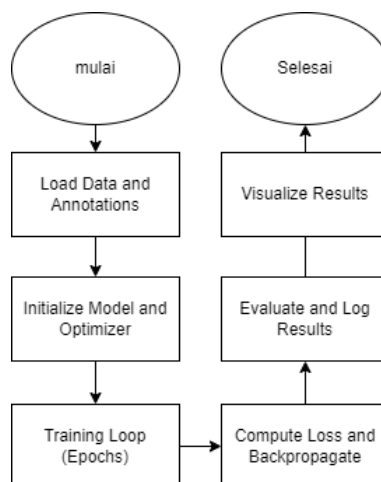 mulai
Load Data and
Annotations
Initialize Model and
Optimizer
Training Loop
(Epochs)
Compute Loss and
Backpropagate
Evaluate and Log
Results
Visualize Results
Selesai